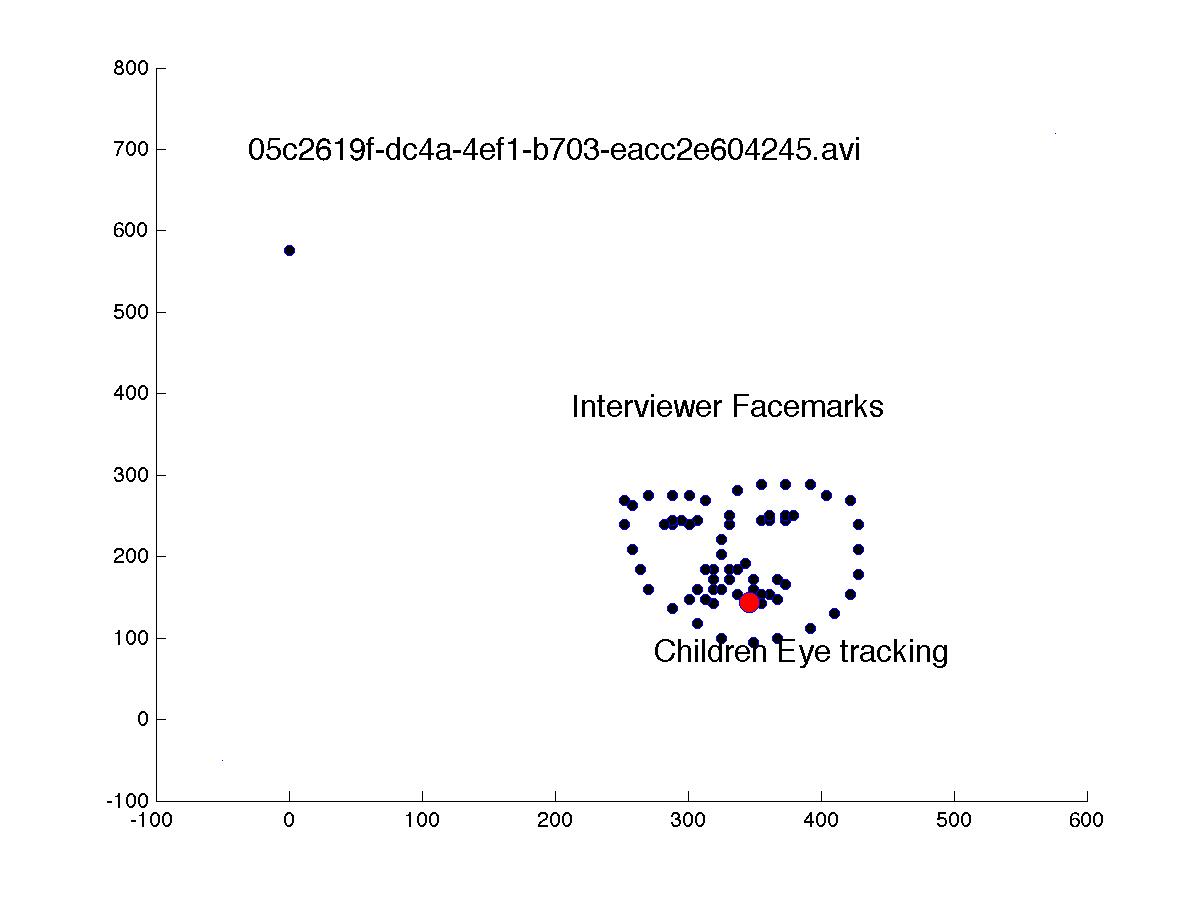 800
700
05c2619f-dc4a-4ef1-b703-eacc2e604245.avi
600
500
400
Interviewer Facemarks
300
200
100
Children Eye tracking
0
-100
-100 0 100 200 300 400 500 600